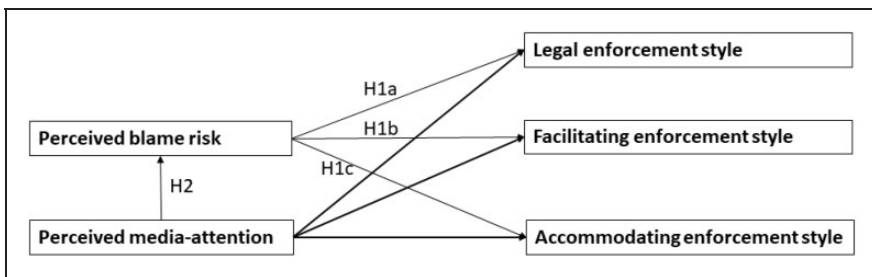 Legal enforcement style
H1a
Perceived blame risk
H1b
Facilitating enforcement style
H1c
H2
Perceived media-attention
Accommodating enforcement style